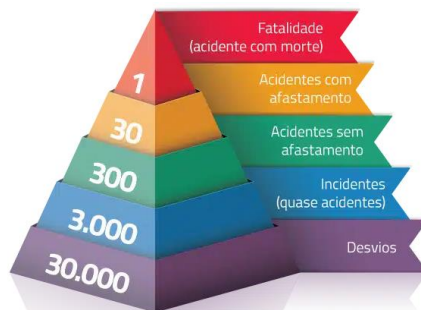 1
Fatalidade
(acidente com morte)
30
Acidentes com
afastamento
300
Acidentes sem
afastamento
3.000
Incidentes
(quase acidentes)
30.000
Desvios